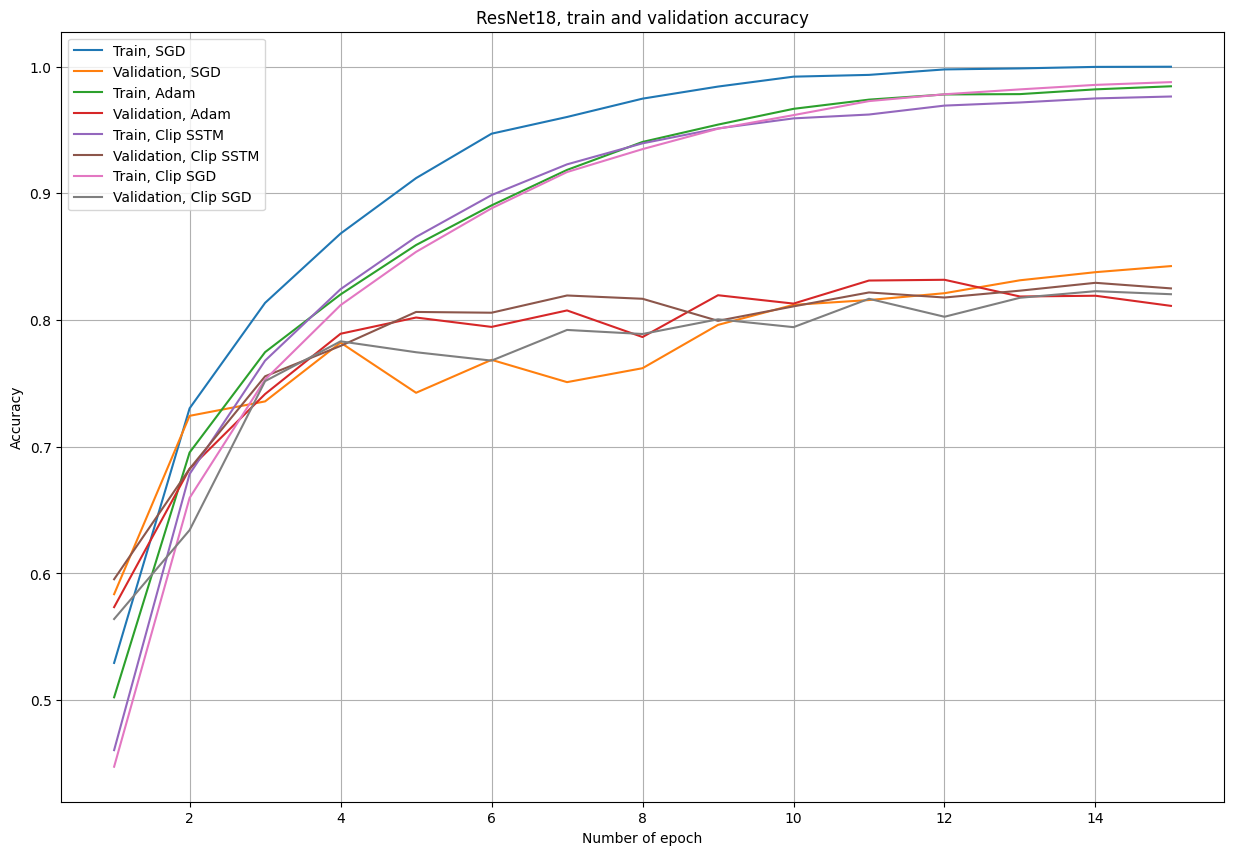 ResNet18, train and validation accuracy
Train, SGD
Validation, SGD
Train, Adam
Validation, Adam
Train, Clip SSTM
Validation, Clip SSTM
Train, Clip SGD
Validation, Clip SGD
1.0
0.9
0.8
0.7
0.6
0.5
Accuracy
2 4 6 8 10 12 14
Number of epoch